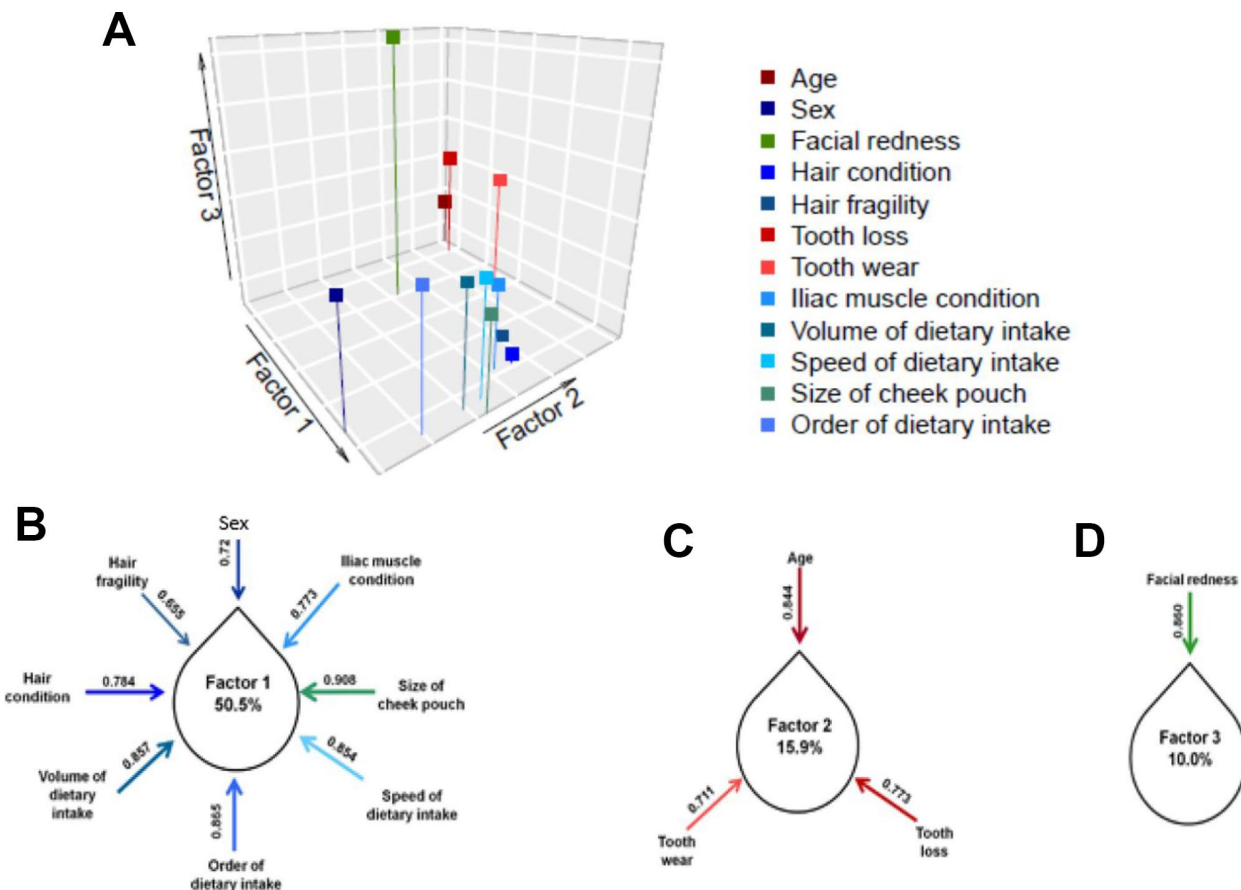 A
Factor 3
Factor 1
Factor 2
Age
Sex
Facial redness
Hair condition
Hair fragility
Tooth loss
Tooth wear
Iliac muscle condition
Volume of dietary intake
Speed of dietary intake
Size of cheek pouch
Order of dietary intake
B
Sex
0.72
Hair
fragility
0.655
Iliac muscle
condition
0.773
Hair
condition
0.784
Factor 1
50.5%
0.908
Size of
cheek pouch
0.857
Volume of
dietary
intake
0.854
Speed of
dietary intake
0.865
Order of
dietary intake
C
Age
0.844
Factor 2
15.9%
0.711
Tooth
wear
0.773
Tooth
loss
D
Facial redness
0.860
Factor 3
10.0%